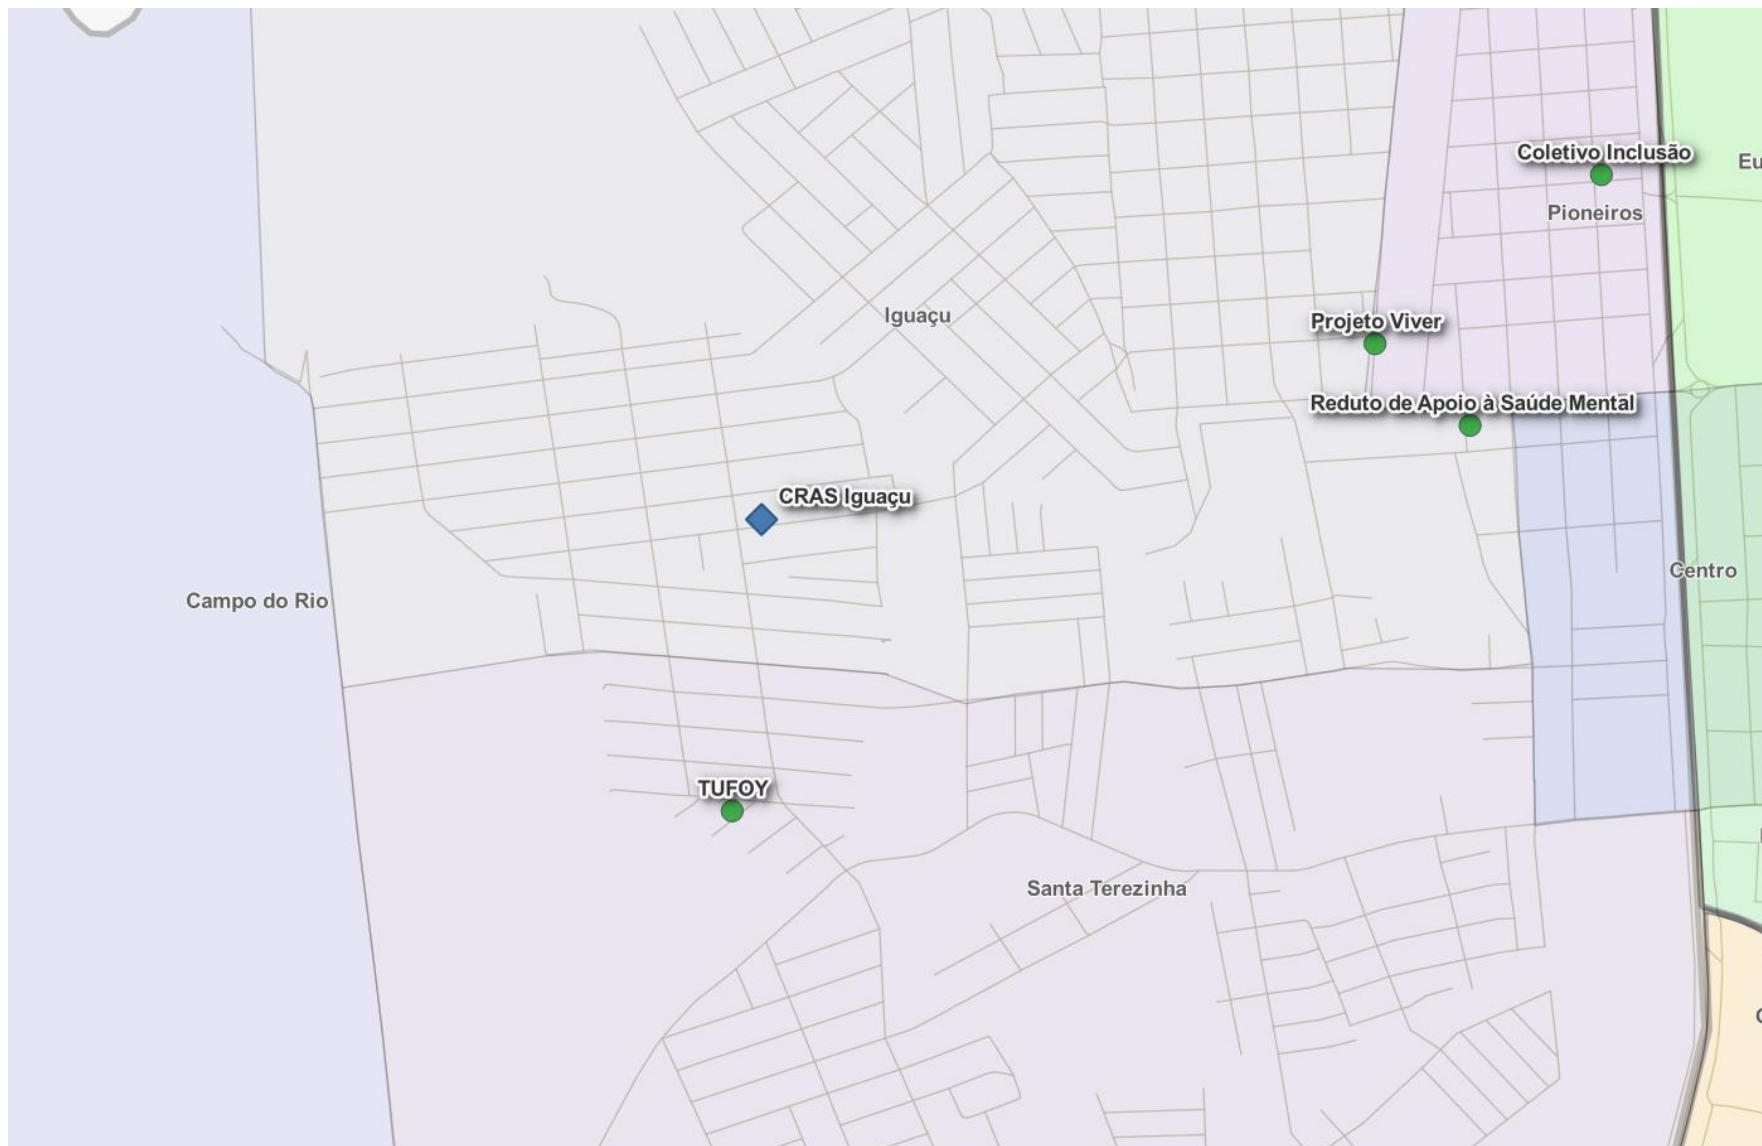 Coletivo Inclusão
Eu
Pioneiros
Iguaçu
Projeto Viver
Reduto de Apoio à Saúde Mental
CRAS Iguaçu
Centro
Campo do Rio
TUFOY
Santa Terezinha